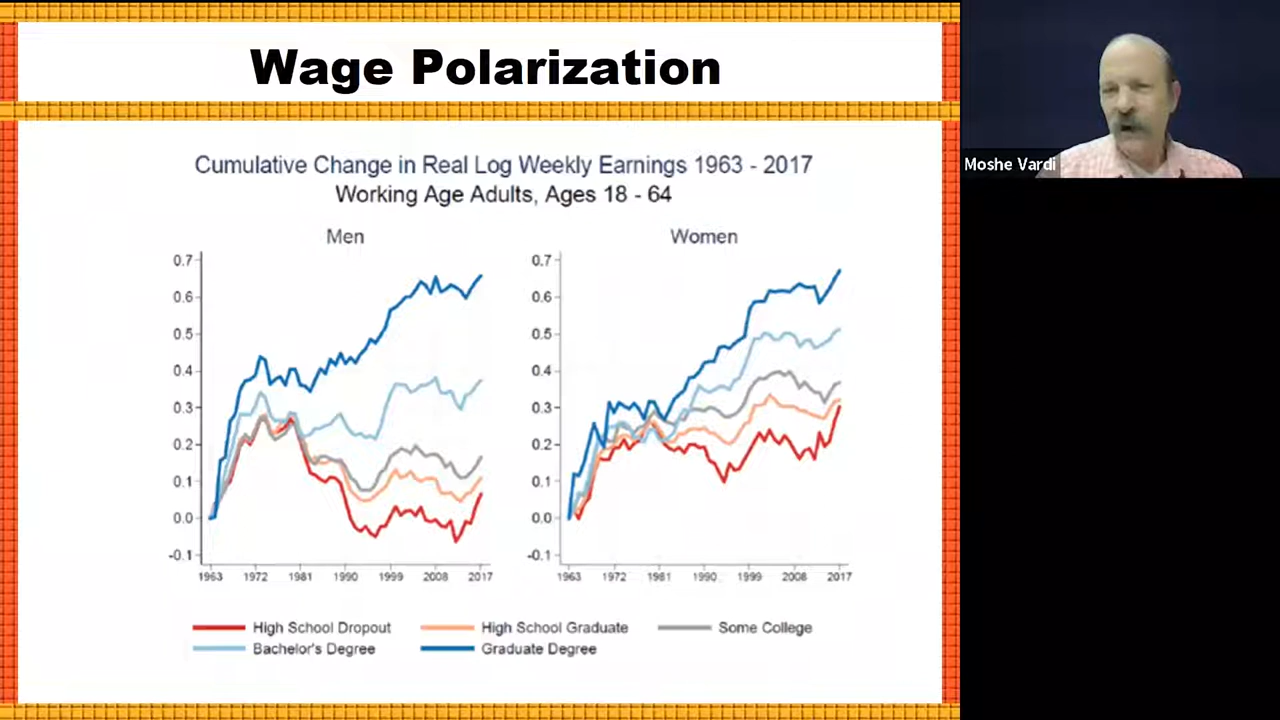 Wage Polarization
Moshe Vardi
Cumulative Change in Real Log Weekly Earnings 1963 - 2017
Working Age Adults, Ages 18 - 64
Men
0.7
0.6
0.5
0.4
0.3
0.2
0.1
0.0
-0.1
1963 1972 1981 1990 1999 2008 2017
Women
0.7
0.6
0.5
0.4
0.3
0.2
0.1
0.0
-0.1
1963 1972 1981 1990 1999 2008 2017
High School Dropout High School Graduate Some College
Bachelor's Degree Graduate Degree